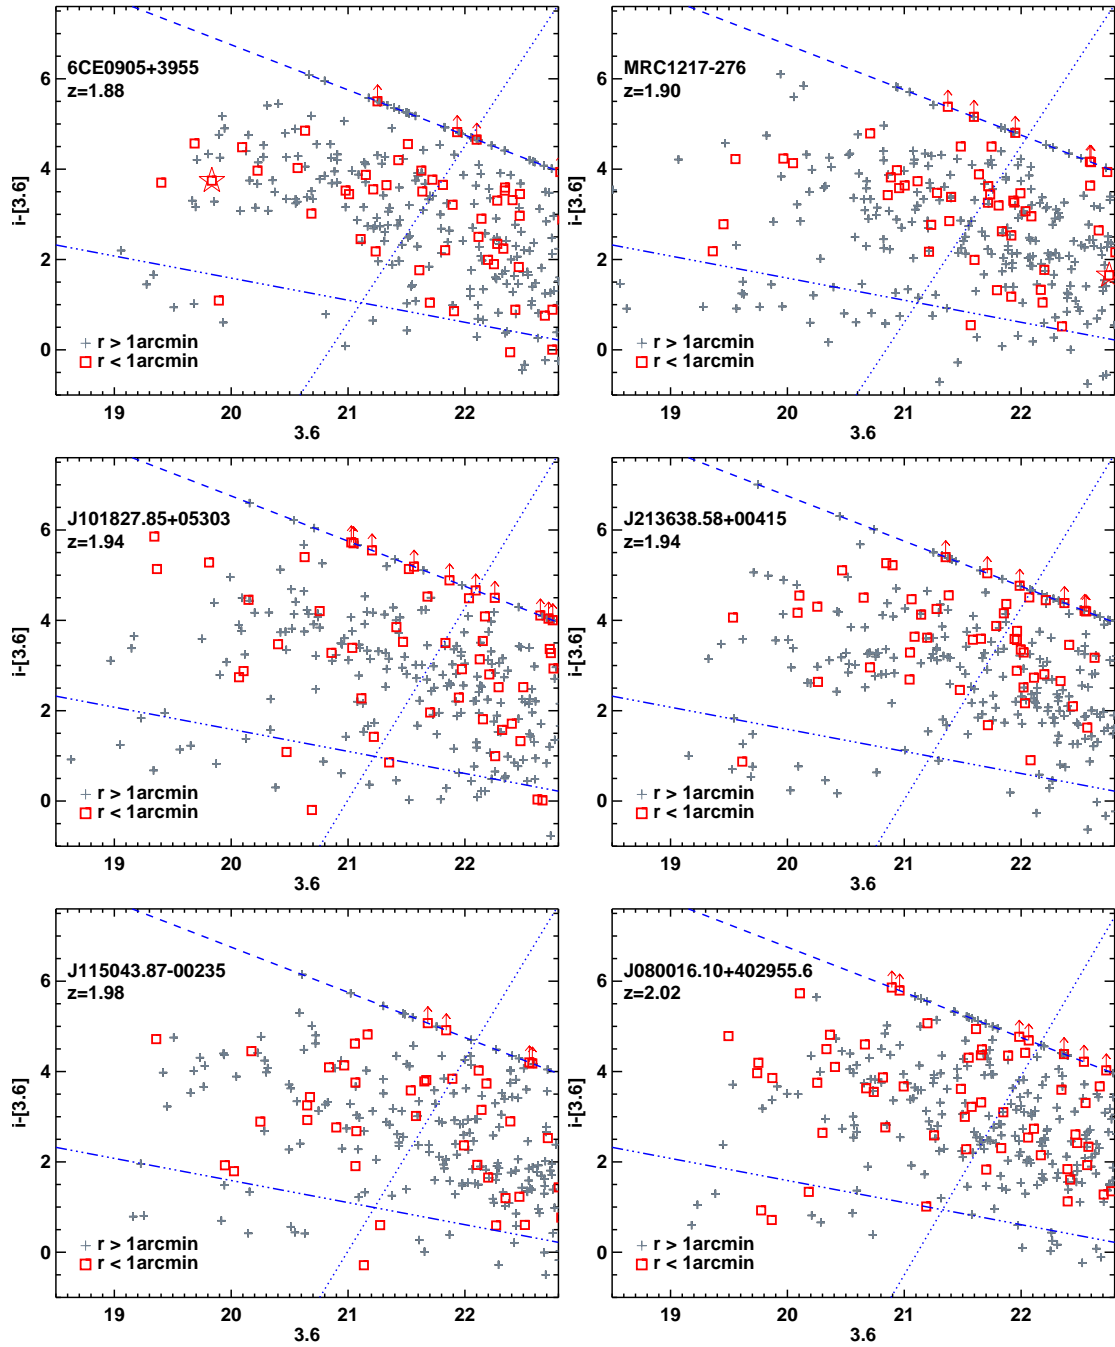 6CE0905+3955
z=1.88
i-[3.6]
6
4
2
0
r > 1arcmin
r < 1arcmin
19 20 21 22
3.6
MRC1217-276
z=1.90
i-[3.6]
6
4
2
0
r > 1arcmin
r < 1arcmin
19 20 21 22
3.6
J101827.85+05303
z=1.94
i-[3.6]
6
4
2
0
r > 1arcmin
r < 1arcmin
19 20 21 22
3.6
J213638.58+00415
z=1.94
i-[3.6]
6
4
2
0
r > 1arcmin
r < 1arcmin
19 20 21 22
3.6
J115043.87-00235
z=1.98
i-[3.6]
6
4
2
0
r > 1arcmin
r < 1arcmin
19 20 21 22
3.6
J080016.10+402955.6
z=2.02
i-[3.6]
6
4
2
0
r > 1arcmin
r < 1arcmin
19 20 21 22
3.6